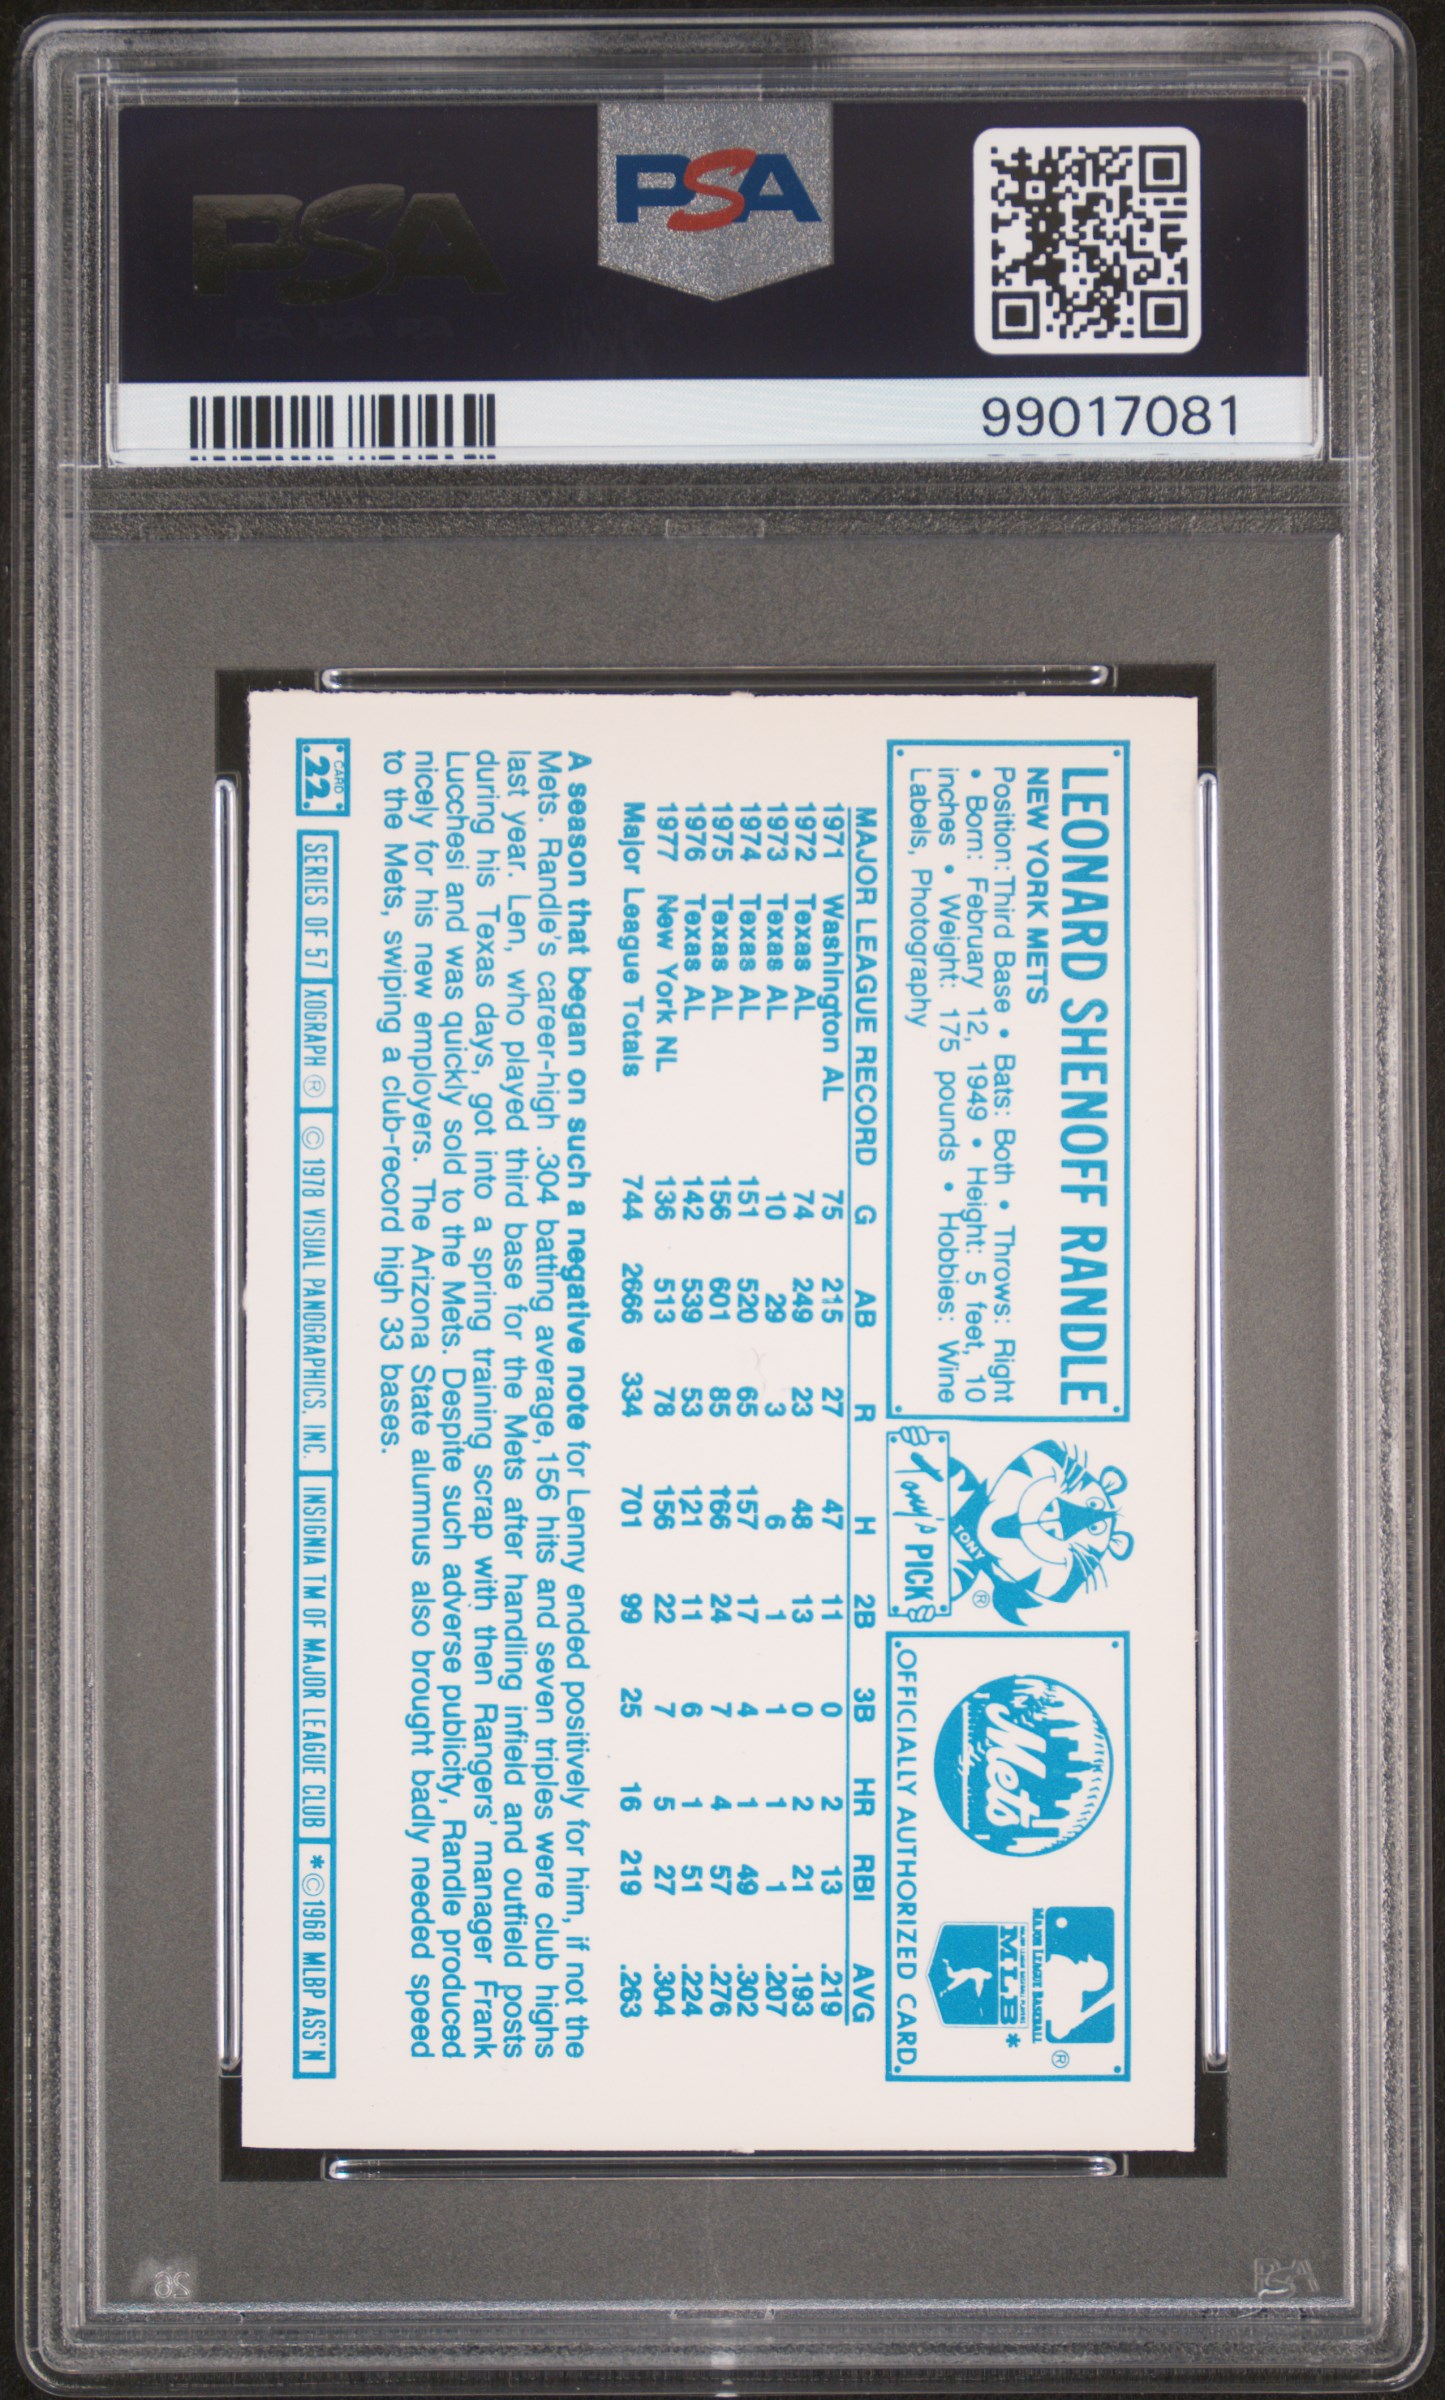 PSA
PSA
99017081
LEONARD SHENOFF RANDLE
NEW YORK METS
Position: Third Base • Bats: Both • Throws: Right
• Born: February 12, 1949 • Height: 5 feet, 10
inches • Weight: 175 pounds • Hobbies: Wine
Labels, Photography
TONY
®
Tony's PICKS
Mets
MAJOR LEAGUE BASEBALL
®
MLB*
OFFICIALLY AUTHORIZED CARD.
MAJOR LEAGUE RECORD G AB R H 2B 3B HR RBI AVG
1971 Washington AL 75 215 27 47 11 0 2 13 .219
1972 Texas AL 74 249 23 48 13 0 2 21 .193
1973 Texas AL 10 29 3 6 1 1 1 1 .207
1974 Texas AL 151 520 65 157 17 4 1 49 .302
1975 Texas AL 156 601 85 166 24 7 4 57 .276
1976 Texas AL 142 539 53 121 11 6 1 51 .224
1977 New York NL 136 513 78 156 22 7 5 27 .304
Major League Totals 744 2666 334 701 99 25 16 219 .263
A season that began on such a negative note for Lenny ended positively for him, if not the
Mets. Randle's career-high .304 batting average, 156 hits and seven triples were club highs
last year. Len, who played third base for the Mets after handling infield and outfield posts
during his Texas days, got into a spring training scrap with then Rangers' manager Frank
Lucchesi and was quickly sold to the Mets. Despite such adverse publicity, Randle produced
nicely for his new employers. The Arizona State alumnus also brought badly needed speed
to the Mets, swiping a club-record high 33 bases.
CARD
22
SERIES OF 57 XOGRAPH ® © 1978 VISUAL PANOGRAPHICS, INC. INSIGNIA TM OF MAJOR LEAGUE CLUB *©1968 MLBP ASS'N
PSA